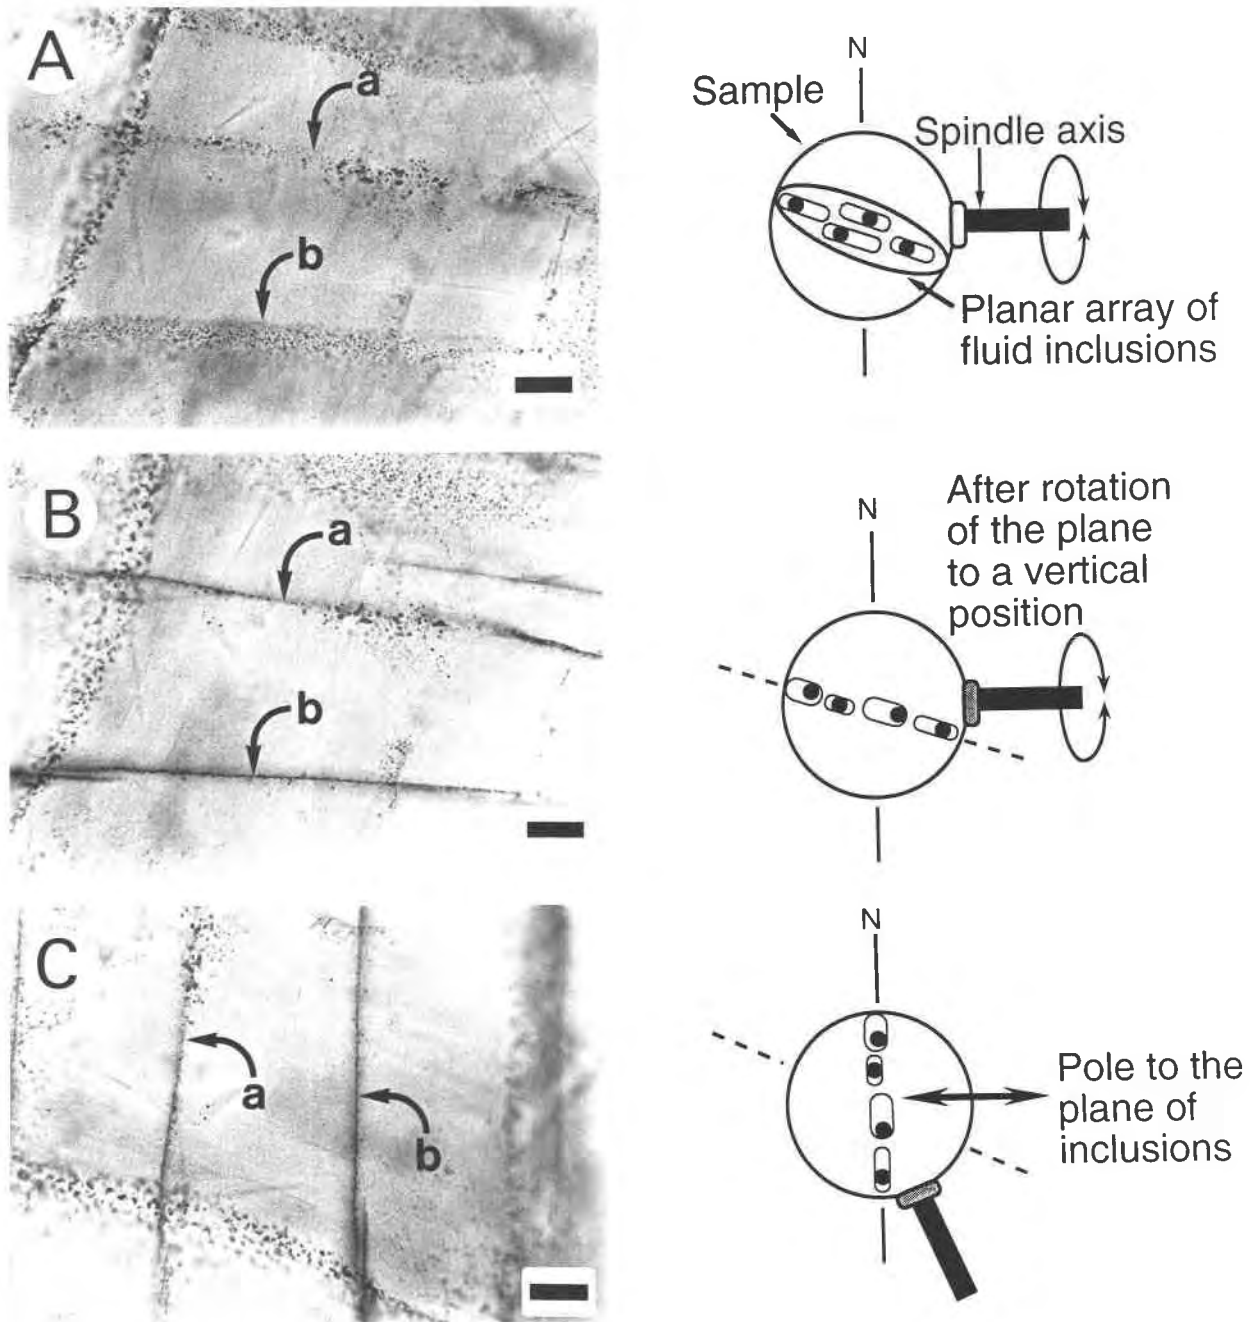 A
a
b
N
Sample
Spindle axis
Planar array of
fluid inclusions
B
a
b
N
After rotation
of the plane
to a vertical
position
C
a
b
N
Pole to the
plane of
inclusions